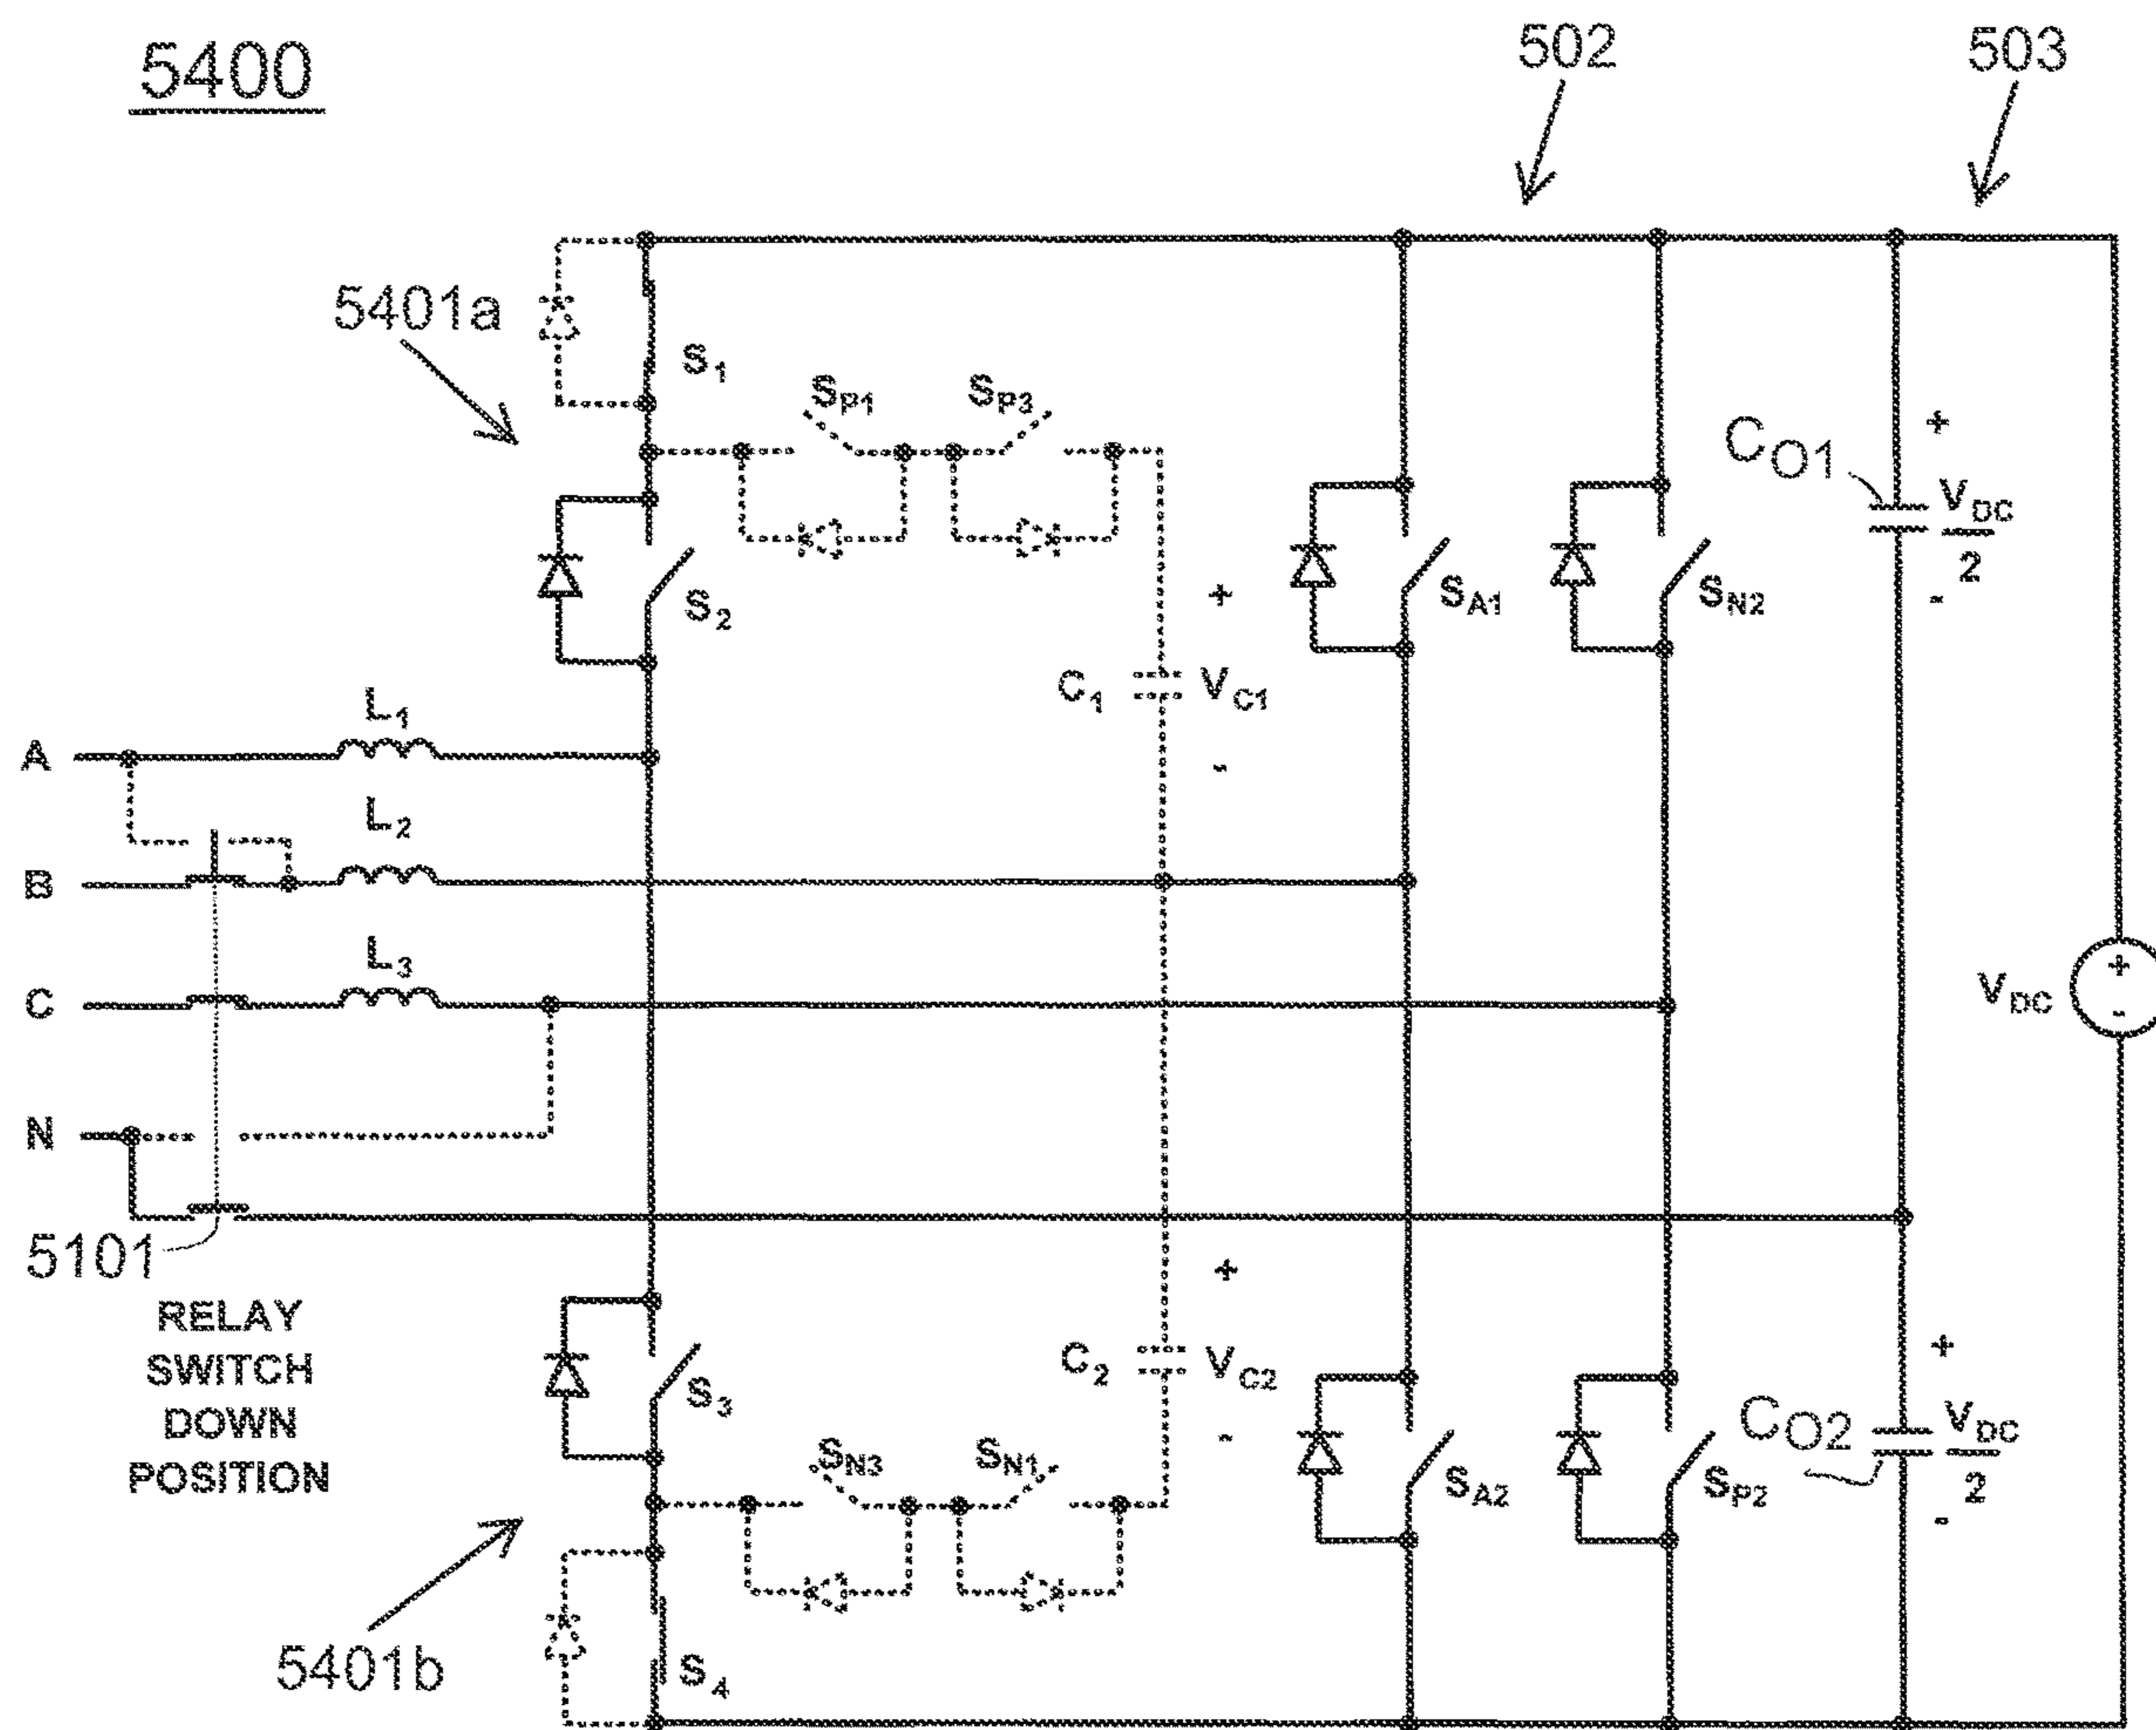 5400
502
503
5401a
S1
SP1
SP3
CO1
+
VDC
2
-
S2
+
SA1
SN2
C1
VC1
-
L1
A
L2
B
L3
C
VDC
+
-
N
5101
RELAY
SWITCH
DOWN
POSITION
+
S3
C2
VC2
-
+
CO2
VDC
2
-
SN3
SN1
SA2
SP2
5401b
S4